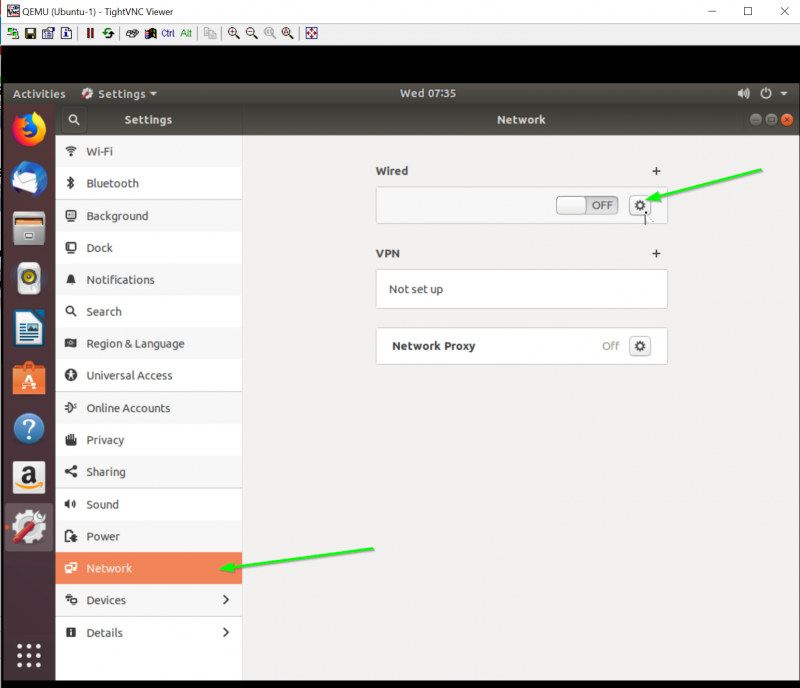 QEMU (Ubuntu-1) - TightVNC Viewer
Ctrl Alt
Activities Settings Wed 07:35
Settings Network
Wi-Fi
Bluetooth
Background
Dock
Notifications
Search
Region & Language
Universal Access
Online Accounts
Privacy
Sharing
Sound
Power
Network
Devices
Details
Wired
OFF
VPN
Not set up
Network Proxy Off